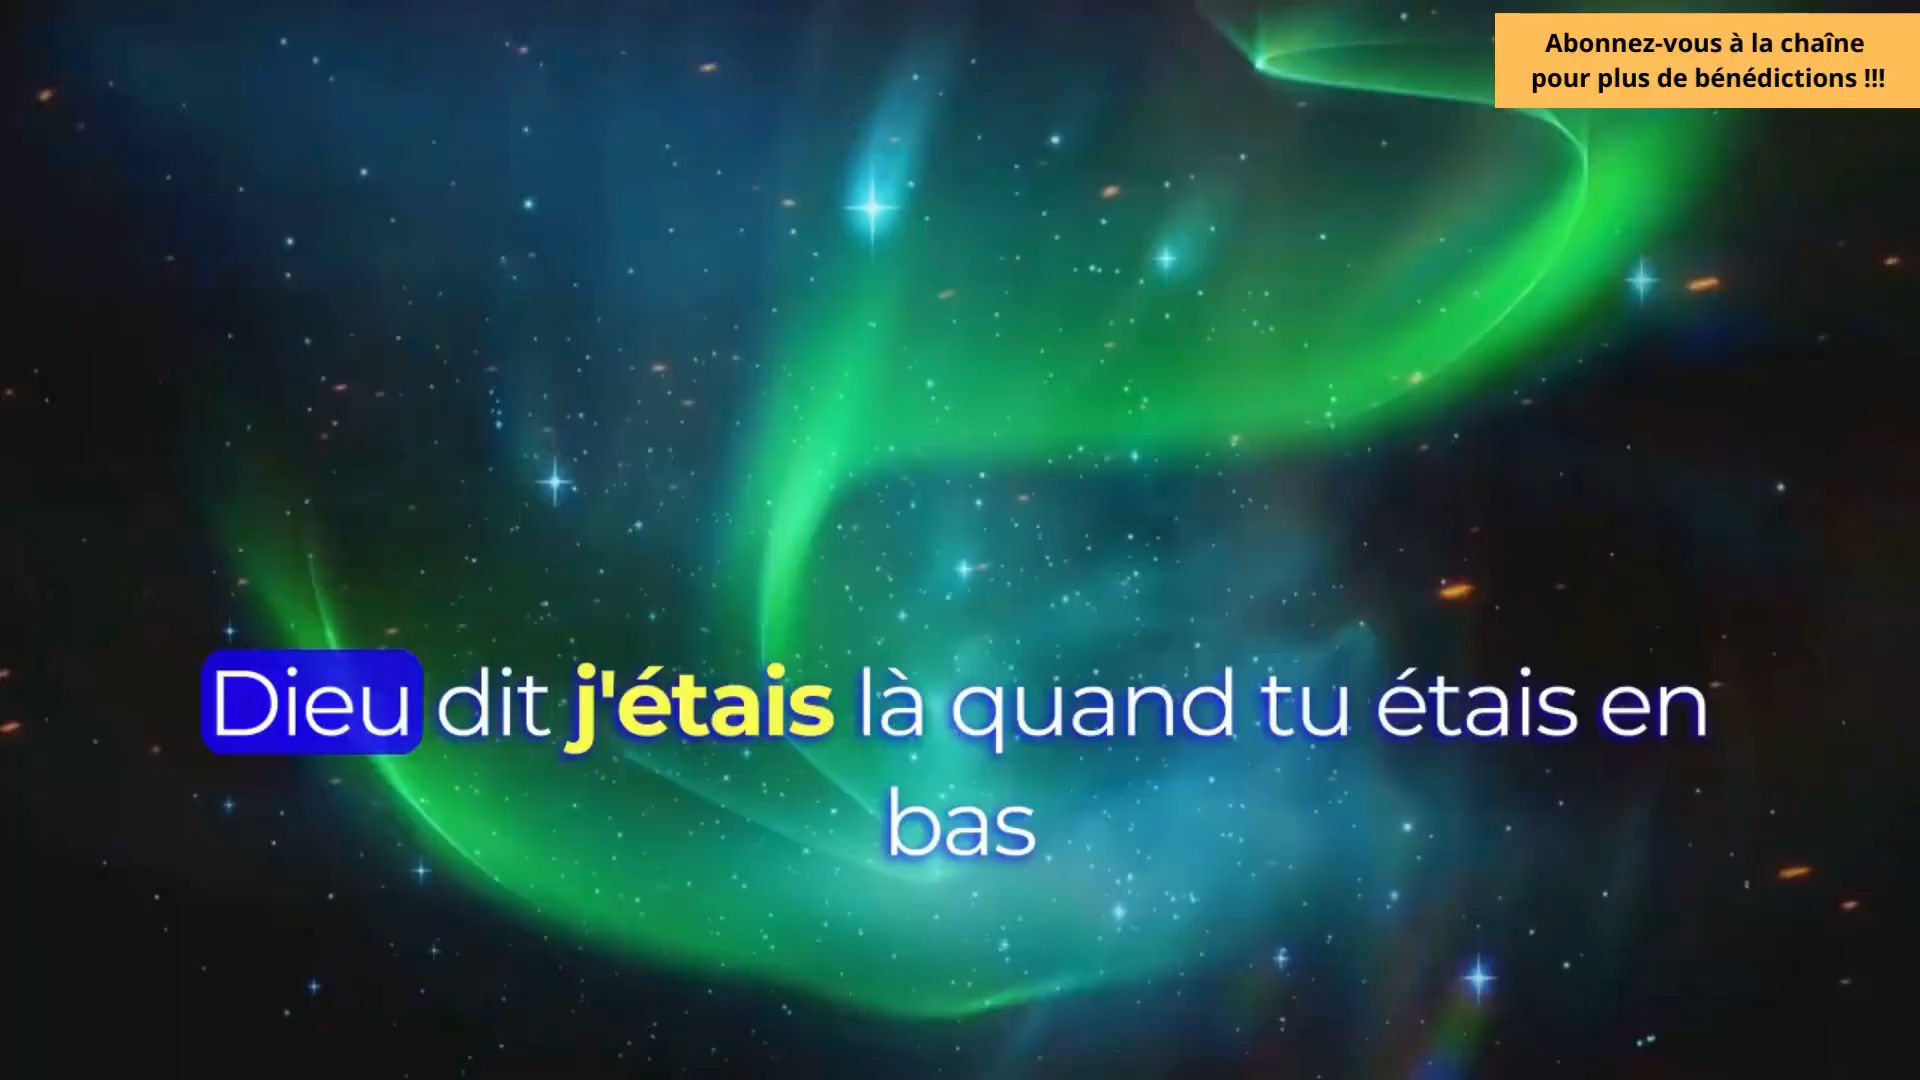 Abonnez-vous à la chaîne
pour plus de bénédictions !!!
Dieu dit j'étais là quand tu étais en
bas